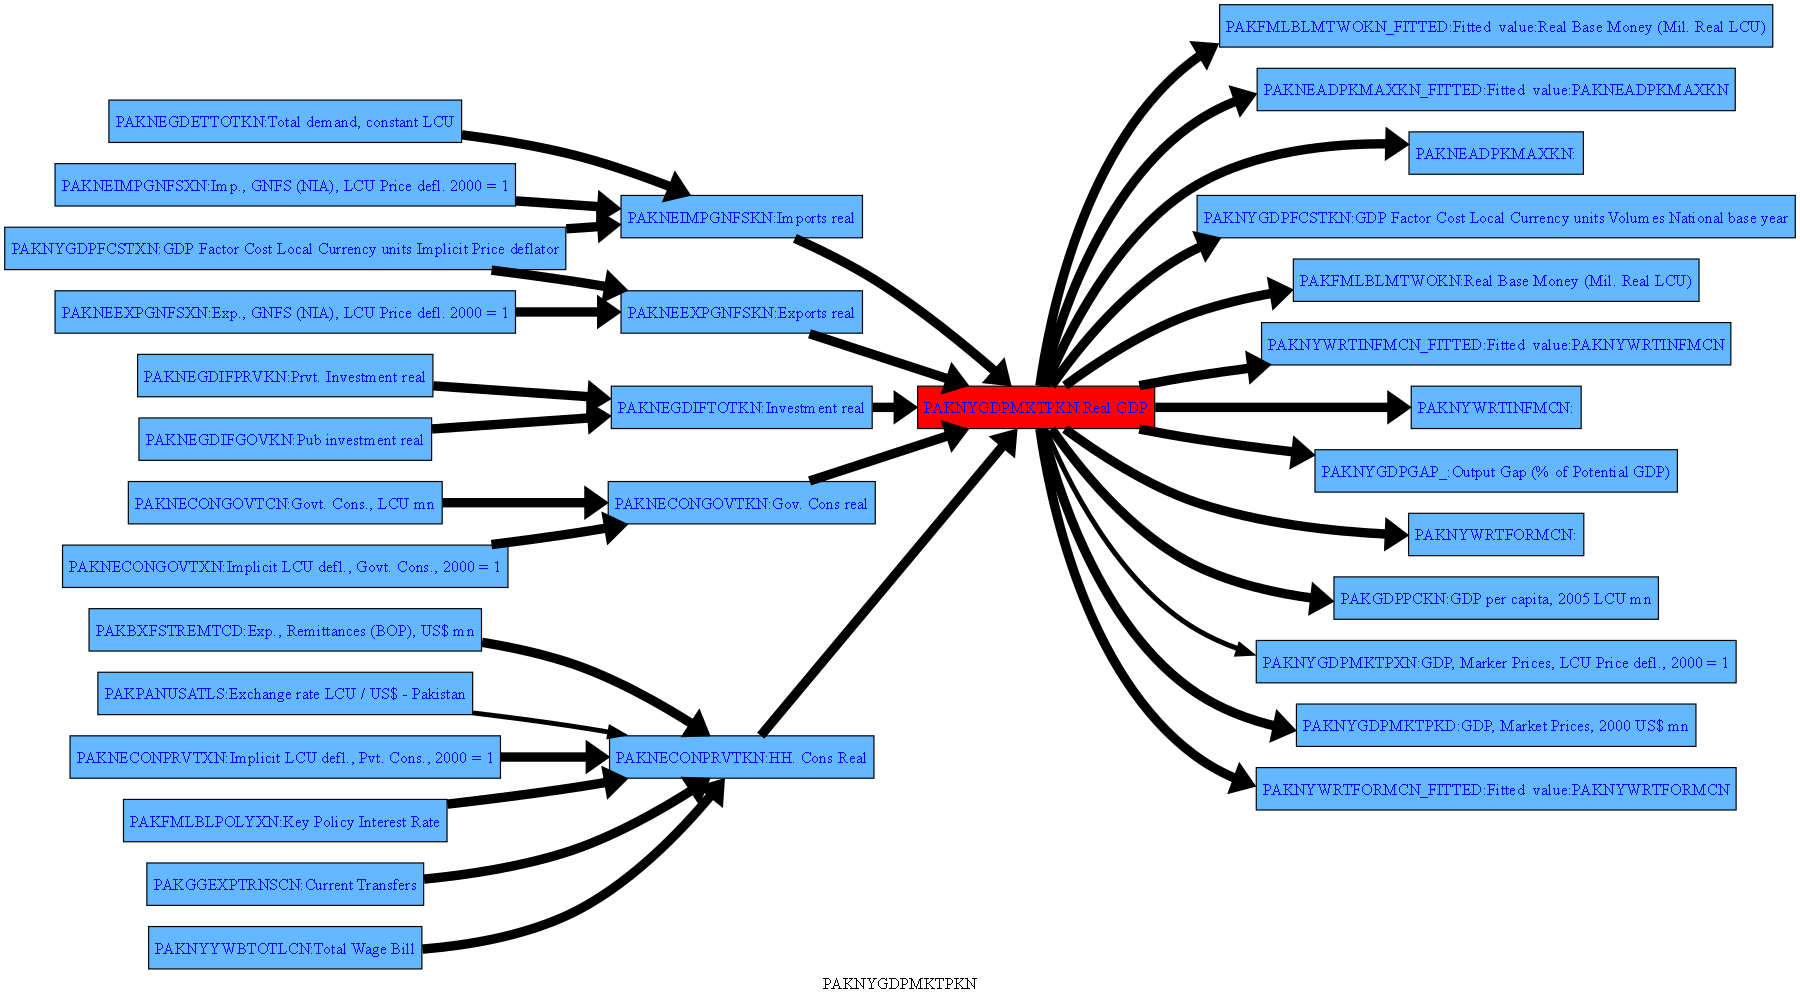 PAKNEGDETTOTKN:Total demand, constant LCU
PAKNEIMPGNFSXN:Imp., GNFS (NIA), LCU Price defl. 2000 = 1
PAKNYGDPFCSTXN:GDP Factor Cost Local Currency units Implicit Price deflator
PAKNEEXPGNFSXN:Exp., GNFS (NIA), LCU Price defl. 2000 = 1
PAKNEGDIFPRVKN:Prvt. Investment real
PAKNEGDIFGOVKN:Pub investment real
PAKNECONGOVTCN:Govt. Cons., LCU mn
PAKNECONGOVTXN:Implicit LCU defl., Govt. Cons., 2000 = 1
PAKBXFSTREMTCD:Exp., Remittances (BOP), US$ mn
PAKPANUSATLS:Exchange rate LCU / US$ - Pakistan
PAKNECONPRVTXN:Implicit LCU defl., Pvt. Cons., 2000 = 1
PAKFMLBLPOLYXN:Key Policy Interest Rate
PAKGGEXPTRNSCN:Current Transfers
PAKNYYWBTOTLCN:Total Wage Bill
PAKNEIMPGNFSKN:Imports real
PAKNEEXPGNFSKN:Exports real
PAKNEGDIFTOTKN:Investment real
PAKNECONGOVTKN:Gov. Cons real
PAKNECONPRVTKN:HH. Cons Real
PAKNYGDPMKTPKN:Real GDP
PAKFMLBLMTWOKN_FITTED:Fitted value:Real Base Money (Mil. Real LCU)
PAKNEADPKMAXKN_FITTED:Fitted value:PAKNEADPKMAXKN
PAKNEADPKMAXKN:
PAKNYGDPFCSTKN:GDP Factor Cost Local Currency units Volumes National base year
PAKFMLBLMTWOKN:Real Base Money (Mil. Real LCU)
PAKNYWRTINFMCN_FITTED:Fitted value:PAKNYWRTINFMCN
PAKNYWRTINFMCN:
PAKNYGDPGAP_:Output Gap (% of Potential GDP)
PAKNYWRTFORMCN:
PAKGDPPCKN:GDP per capita, 2005 LCU mn
PAKNYGDPMKTPXN:GDP, Marker Prices, LCU Price defl., 2000 = 1
PAKNYGDPMKTPKD:GDP, Market Prices, 2000 US$ mn
PAKNYWRTFORMCN_FITTED:Fitted value:PAKNYWRTFORMCN
PAKNYGDPMKTPKN